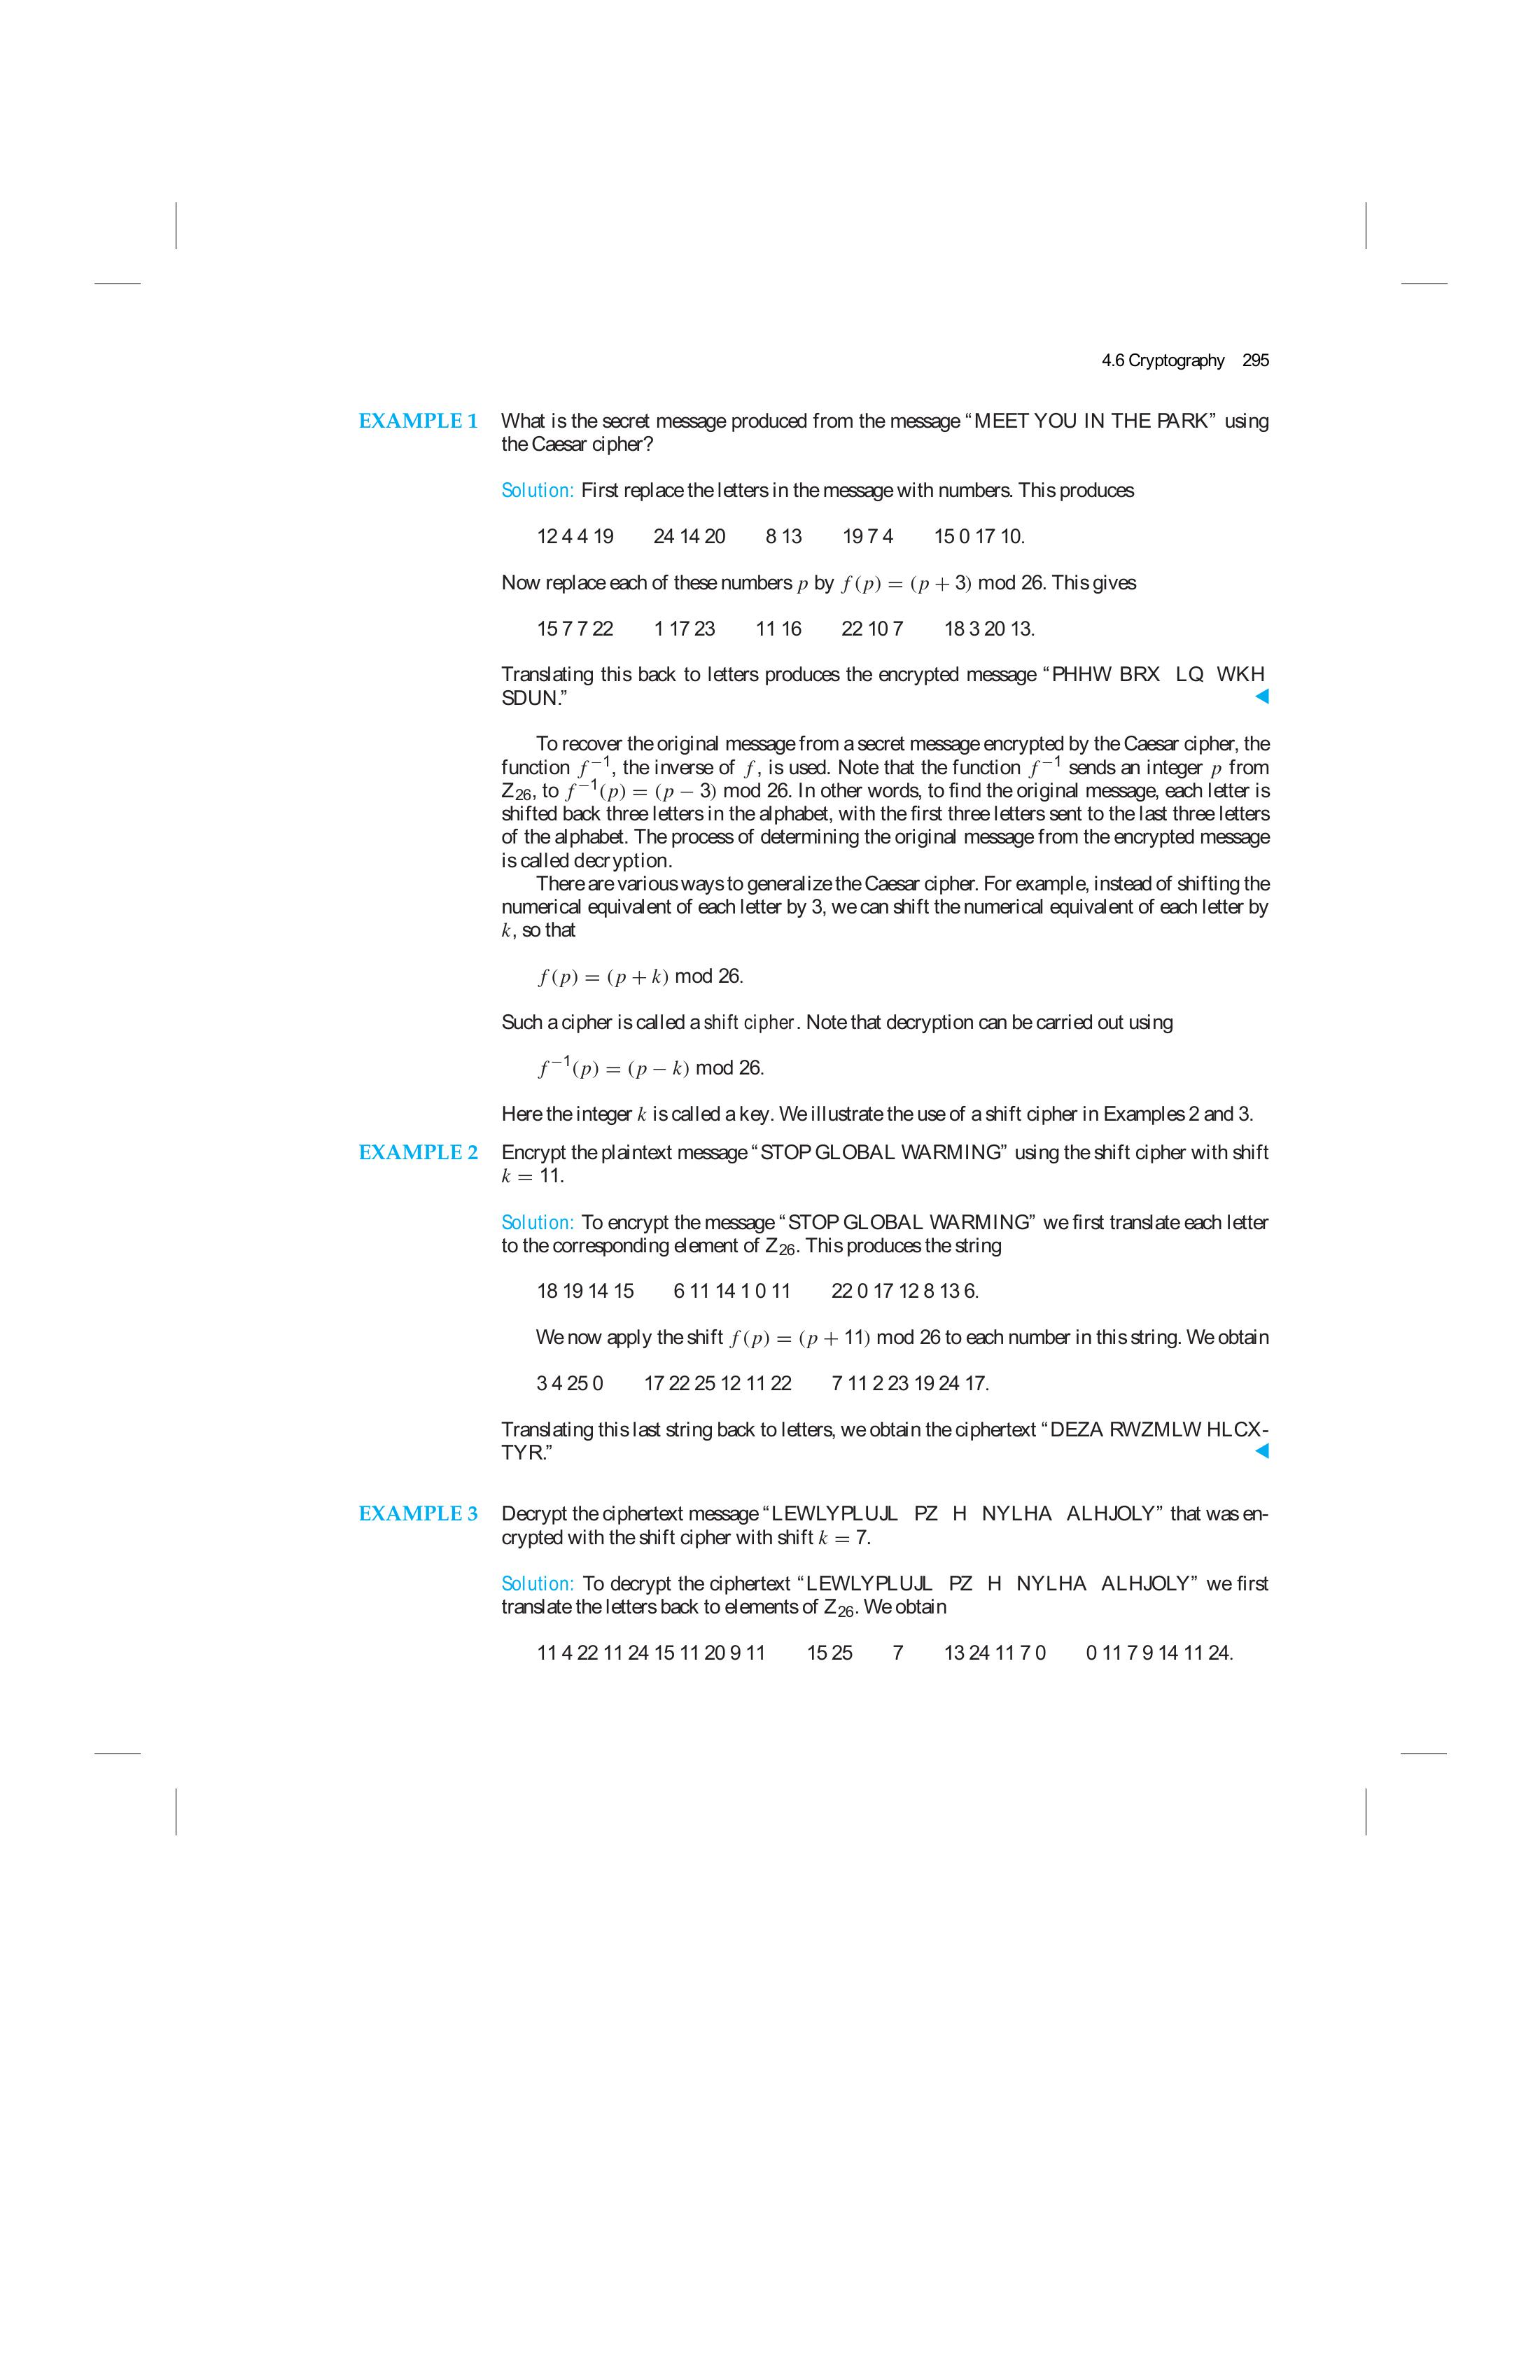 4.6 Cryptography 295
EXAMPLE 1 What is the secret message produced from the message “MEET YOU IN THE PARK” using
the Caesar cipher?
Solution: First replace the letters in the message with numbers. This produces
12 4 4 19 24 14 20 8 13 19 7 4 15 0 17 10.
Now replace each of these numbers p by f (p) = (p + 3) mod 26. This gives
15 7 7 22 1 17 23 11 16 22 10 7 18 3 20 13.
Translating this back to letters produces the encrypted message “PHHW BRX LQ WKH
SDUN.”
To recover the original message from a secret message encrypted by the Caesar cipher, the
function f⁻¹, the inverse of f, is used. Note that the function f⁻¹ sends an integer p from
Z₂₆, to f⁻¹(p) = (p − 3) mod 26. In other words, to find the original message, each letter is
shifted back three letters in the alphabet, with the first three letters sent to the last three letters
of the alphabet. The process of determining the original message from the encrypted message
is called decryption.
There are various ways to generalize the Caesar cipher. For example, instead of shifting the
numerical equivalent of each letter by 3, we can shift the numerical equivalent of each letter by
k, so that
f (p) = (p + k) mod 26.
Such a cipher is called a shift cipher. Note that decryption can be carried out using
f⁻¹(p) = (p − k) mod 26.
Here the integer k is called a key. We illustrate the use of a shift cipher in Examples 2 and 3.
EXAMPLE 2 Encrypt the plaintext message “STOP GLOBAL WARMING” using the shift cipher with shift
k = 11.
Solution: To encrypt the message “STOP GLOBAL WARMING” we first translate each letter
to the corresponding element of Z₂₆. This produces the string
18 19 14 15 6 11 14 1 0 11 22 0 17 12 8 13 6.
We now apply the shift f (p) = (p + 11) mod 26 to each number in this string. We obtain
3 4 25 0 17 22 25 12 11 22 7 11 2 23 19 24 17.
Translating this last string back to letters, we obtain the ciphertext “DEZA RWZMLW HLCX-
TYR.”
EXAMPLE 3 Decrypt the ciphertext message “LEWLYPLUJL PZ H NYLHA ALHJOLY” that was en-
crypted with the shift cipher with shift k = 7.
Solution: To decrypt the ciphertext “LEWLYPLUJL PZ H NYLHA ALHJOLY” we first
translate the letters back to elements of Z₂₆. We obtain
11 4 22 11 24 15 11 20 9 11 15 25 7 13 24 11 7 0 0 11 7 9 14 11 24.